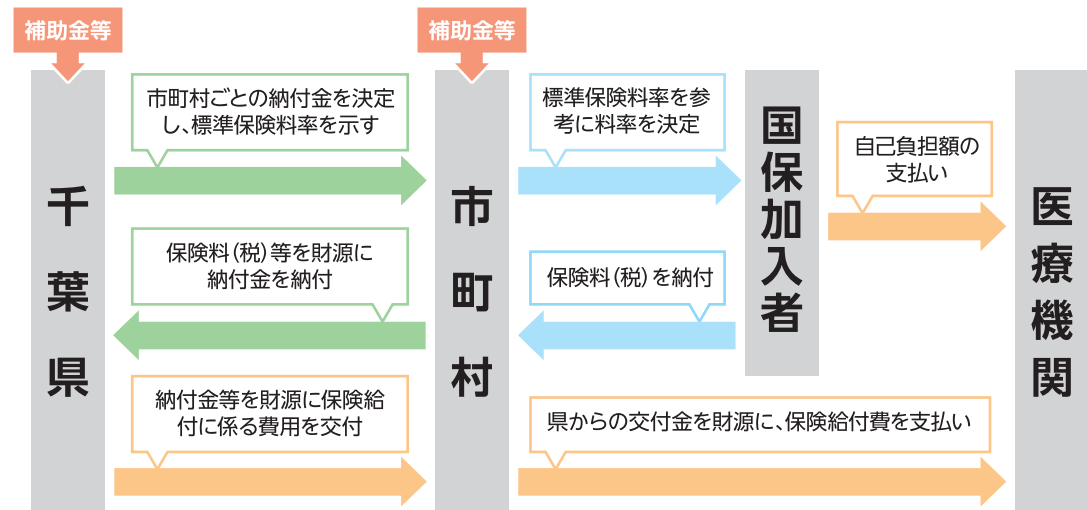 補助金等
補助金等
千葉県
市町村ごとの納付金を決定
し、標準保険料率を示す
保険料（税）等を財源に
納付金を納付
納付金等を財源に保険給
付に係る費用を交付
市町村
標準保険料率を参
考に料率を決定
保険料（税）を納付
国保加入者
自己負担額の
支払い
県からの交付金を財源に、保険給付費を支払い
医療機関